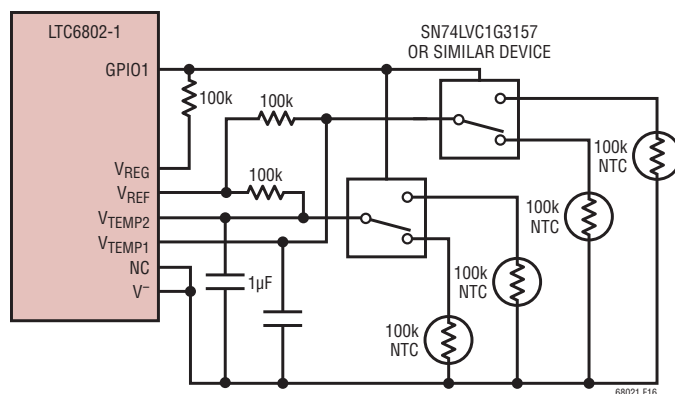 LTC6802-1
SN74LVC1G3157
OR SIMILAR DEVICE
GPIO1
100k
100k
100k
NTC
VREG
100k
VREF
VTEMP2
100k
NTC
VTEMP1
NC
1µF
100k
NTC
V–
100k
NTC
68021 F16